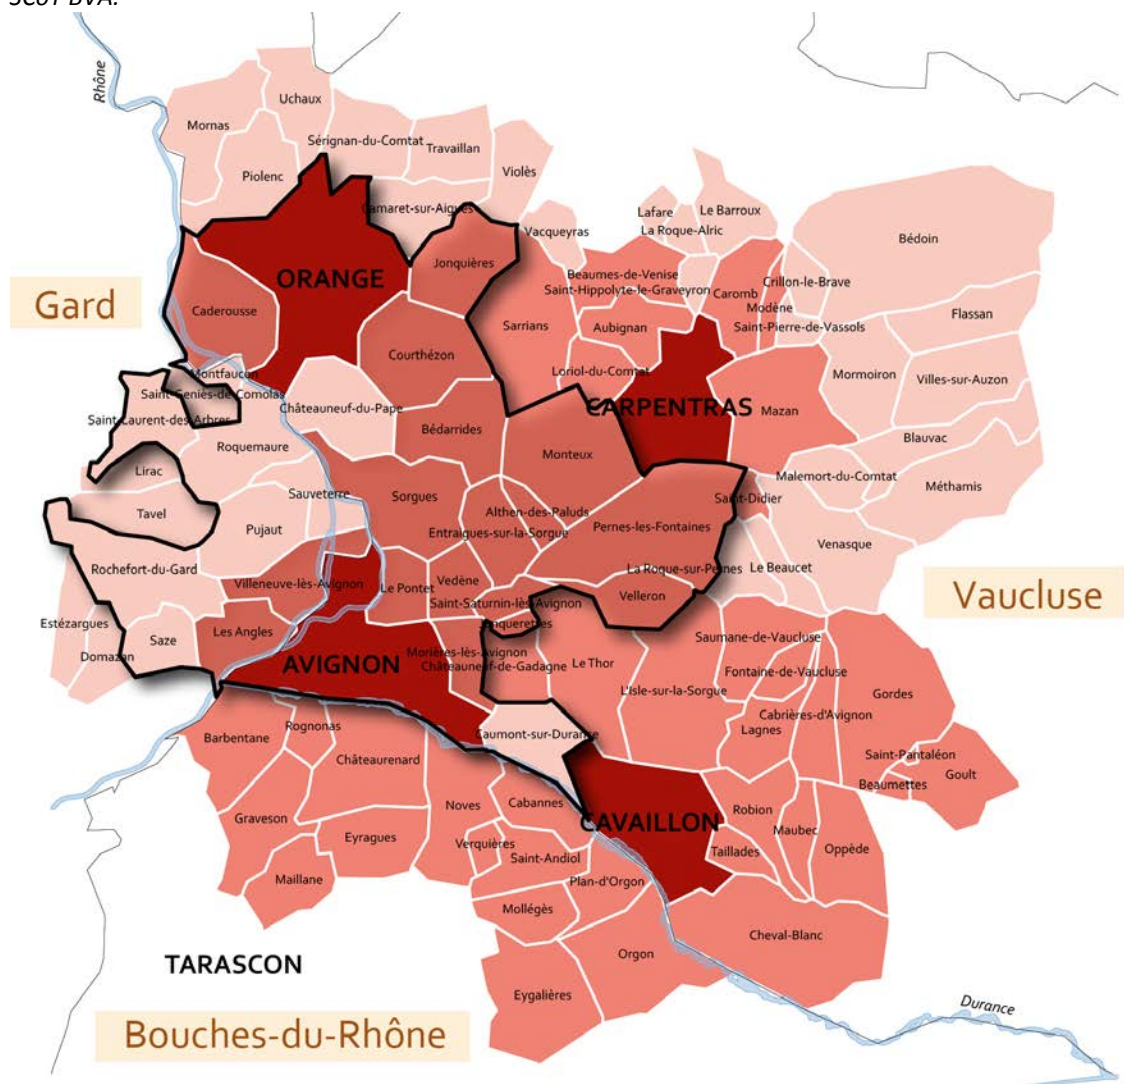 SCoT BVA.
Rhône
Uchaux
Mornas
Sérignan-du-Comtat
Travaillan
Piolenc
Violès
Camaret-sur-Aigues
Lafare
Le Barroux
La Roque-Alric
Vacqueyras
Bédoin
ORANGE
Jonquières
Beaumes-de-Venise
Crillon-le-Brave
Saint-Hippolyte-le-Graveyron
Caromb
Gard
Modène
Caderousse
Sarrians
Aubignan
Saint-Pierre-de-Vassols
Flassan
Courthézon
Montfaucon
Loriol-du-Comtat
Mormoiron
Villes-sur-Auzon
Saint-Geniès-de-Comolas
Châteauneuf-du-Pape
CARPENTRAS
Mazan
Saint-Laurent-des-Arbres
Bédarrides
Blauvac
Roquemaure
Monteux
Lirac
Malemort-du-Comtat
Méthamis
Sauveterre
Sorgues
Saint-Didier
Tavel
Althen-des-Paluds
Pujaut
Entraigues-sur-la-Sorgue
Pernes-les-Fontaines
Venasque
Rochefort-du-Gard
La Roque-sur-Pernes
Le Beaucet
Villeneuve-lès-Avignon
Le Pontet
Vedène
Velleron
Vaucluse
Saint-Saturnin-lès-Avignon
Estézargues
Jonquerettes
Les Angles
Saze
Saumane-de-Vaucluse
Domazan
Morières-lès-Avignon
AVIGNON
Châteauneuf-de-Gadagne
Le Thor
Fontaine-de-Vaucluse
L'Isle-sur-la-Sorgue
Gordes
Cabrières-d'Avignon
Rognonas
Lagnes
Barbentane
Caumont-sur-Durance
Saint-Pantaléon
Châteaurenard
Goult
Beaumettes
Noves
Cabannes
Robion
Graveson
CAVAILLON
Maubec
Eyragues
Verquières
Oppède
Taillades
Saint-Andiol
Maillane
Plan-d'Orgon
Mollégès
Cheval-Blanc
Orgon
TARASCON
Eygalières
Durance
Bouches-du-Rhône